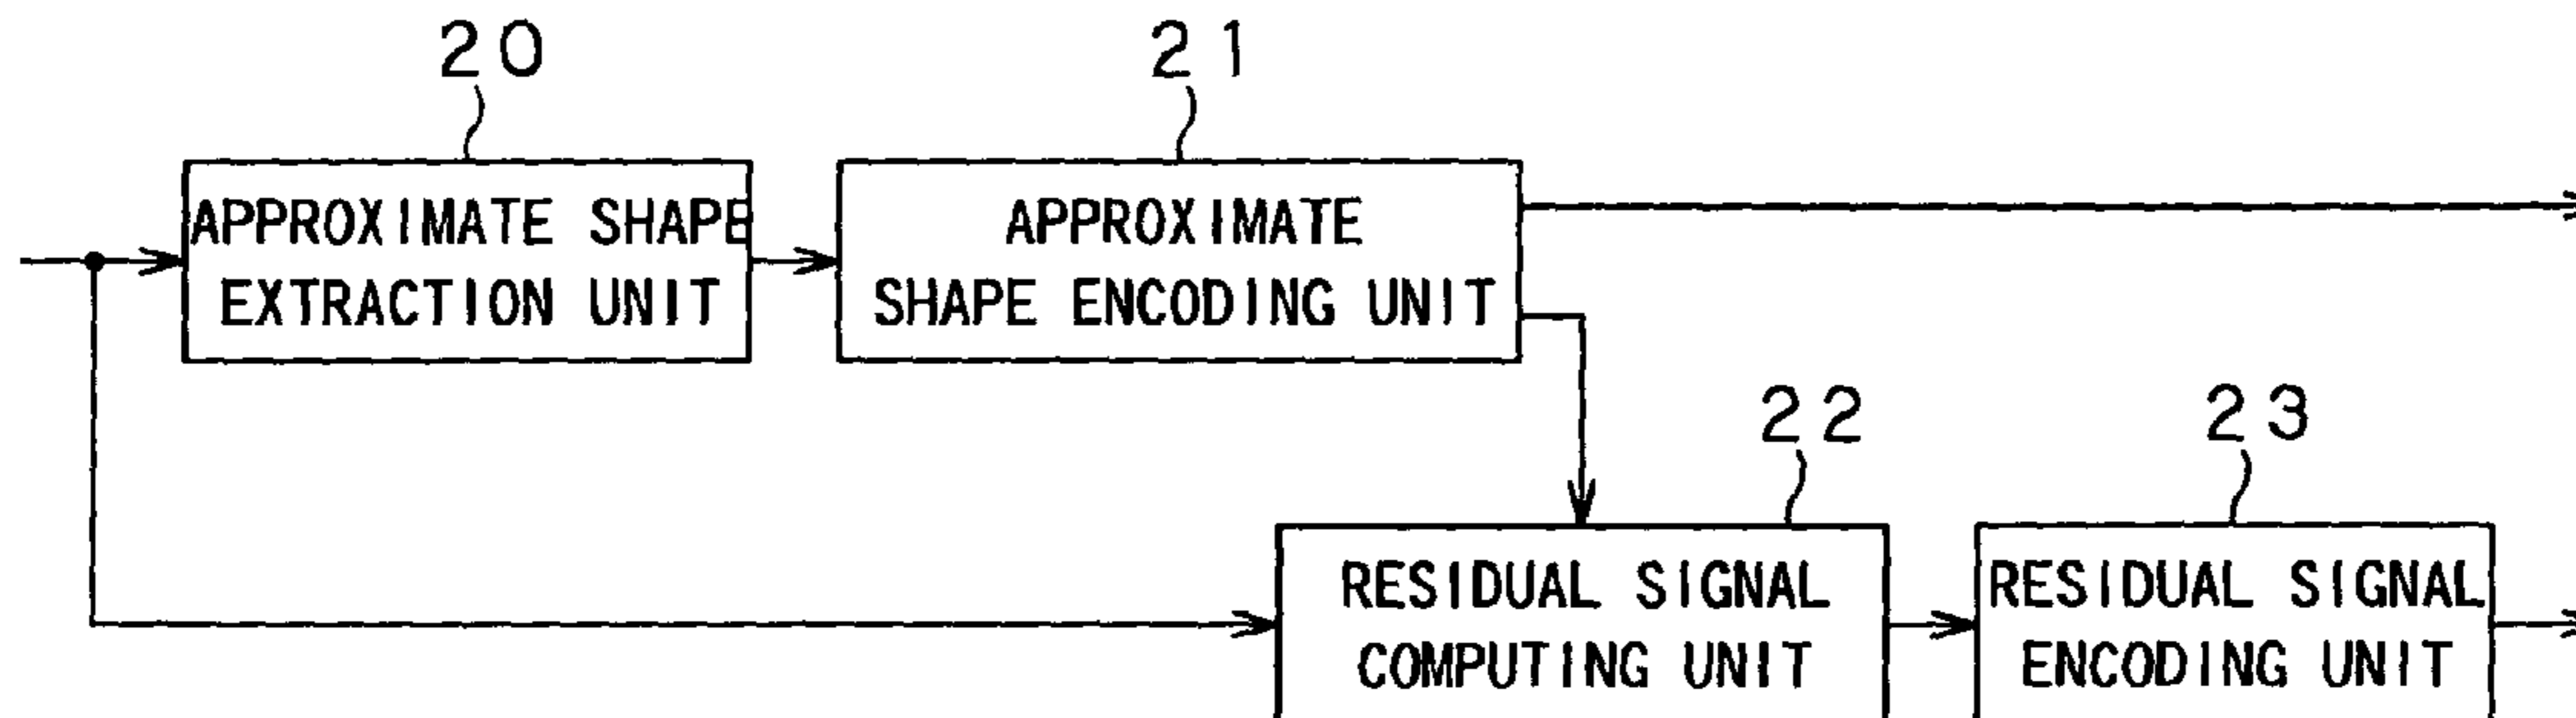 20
21
APPROXIMATE SHAPE
EXTRACTION UNIT
APPROXIMATE
SHAPE ENCODING UNIT
22
23
RESIDUAL SIGNAL
COMPUTING UNIT
RESIDUAL SIGNAL
ENCODING UNIT